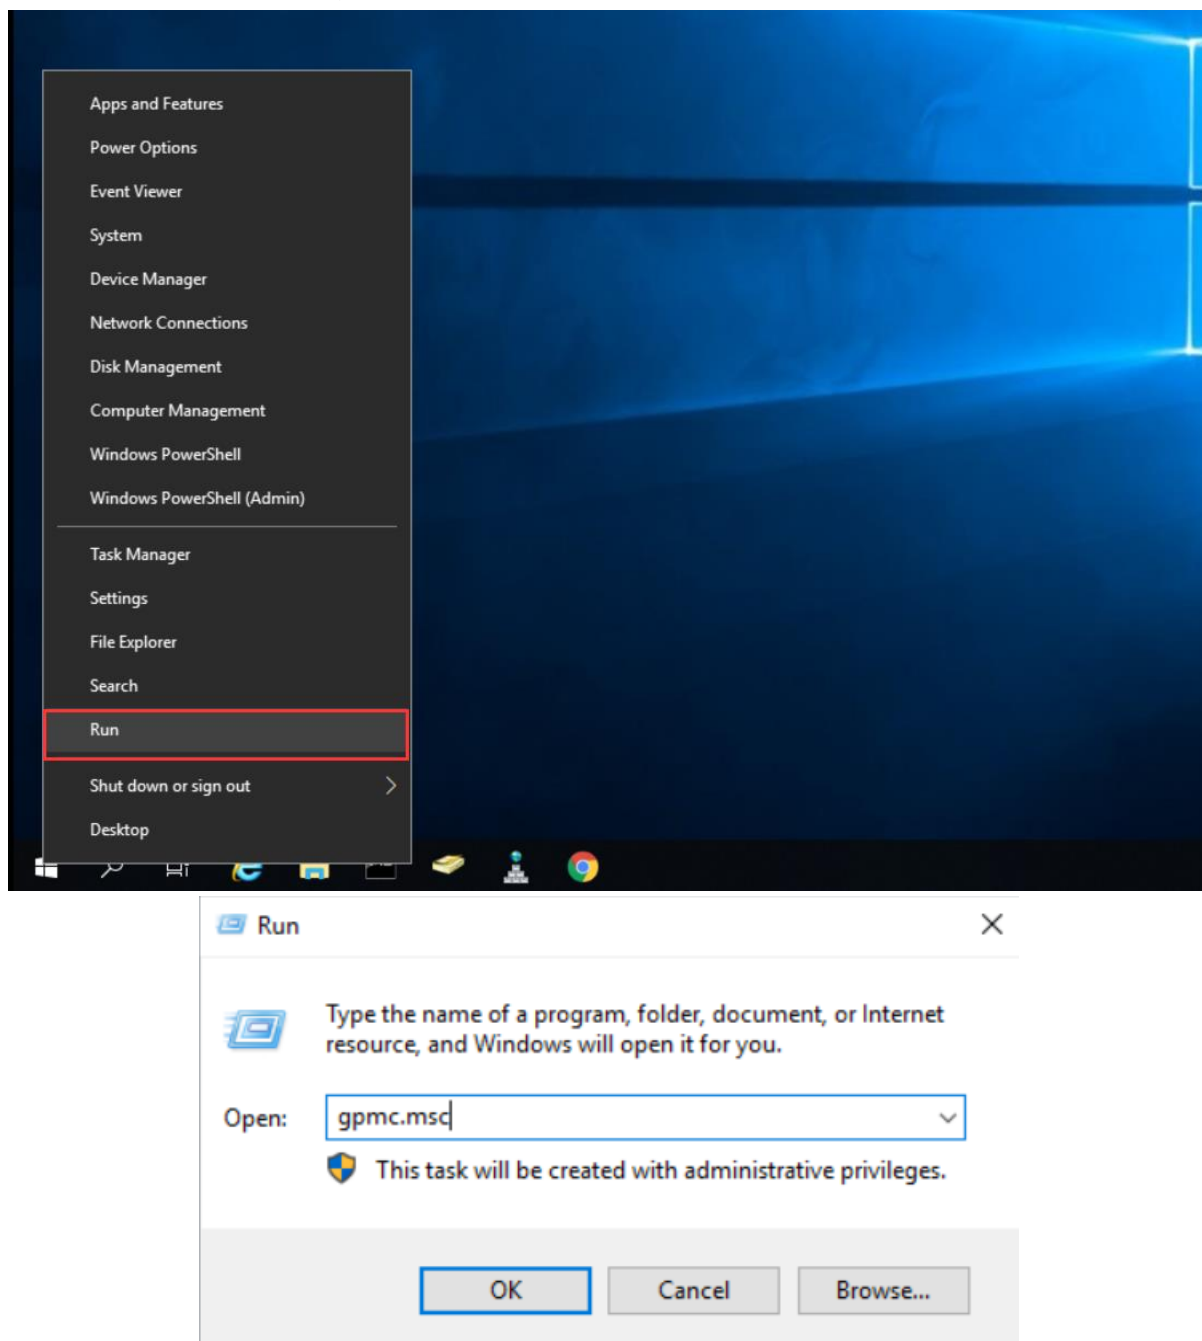 Apps and Features
Power Options
Event Viewer
System
Device Manager
Network Connections
Disk Management
Computer Management
Windows PowerShell
Windows PowerShell (Admin)
Task Manager
Settings
File Explorer
Search
Run
Shut down or sign out
Desktop
Run
Type the name of a program, folder, document, or Internet
resource, and Windows will open it for you.
Open: gpmc.msc
This task will be created with administrative privileges.
OK Cancel Browse...